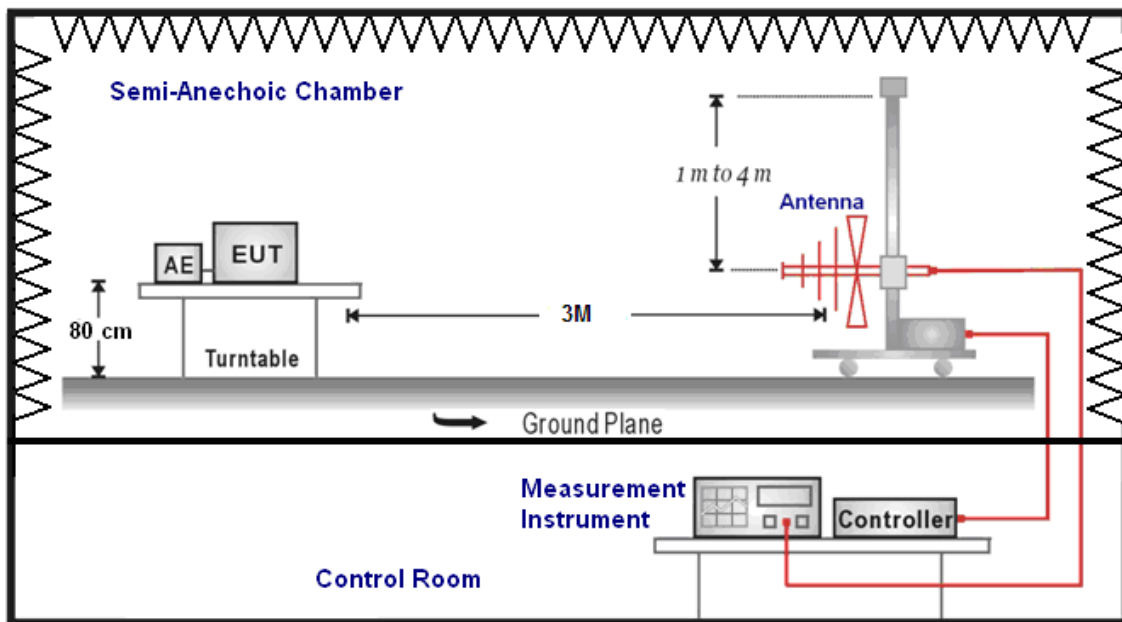 Semi-Anechoic Chamber
1 m to 4 m
Antenna
AE
EUT
80 cm
3M
Turntable
Ground Plane
Measurement
Instrument
Controller
Control Room